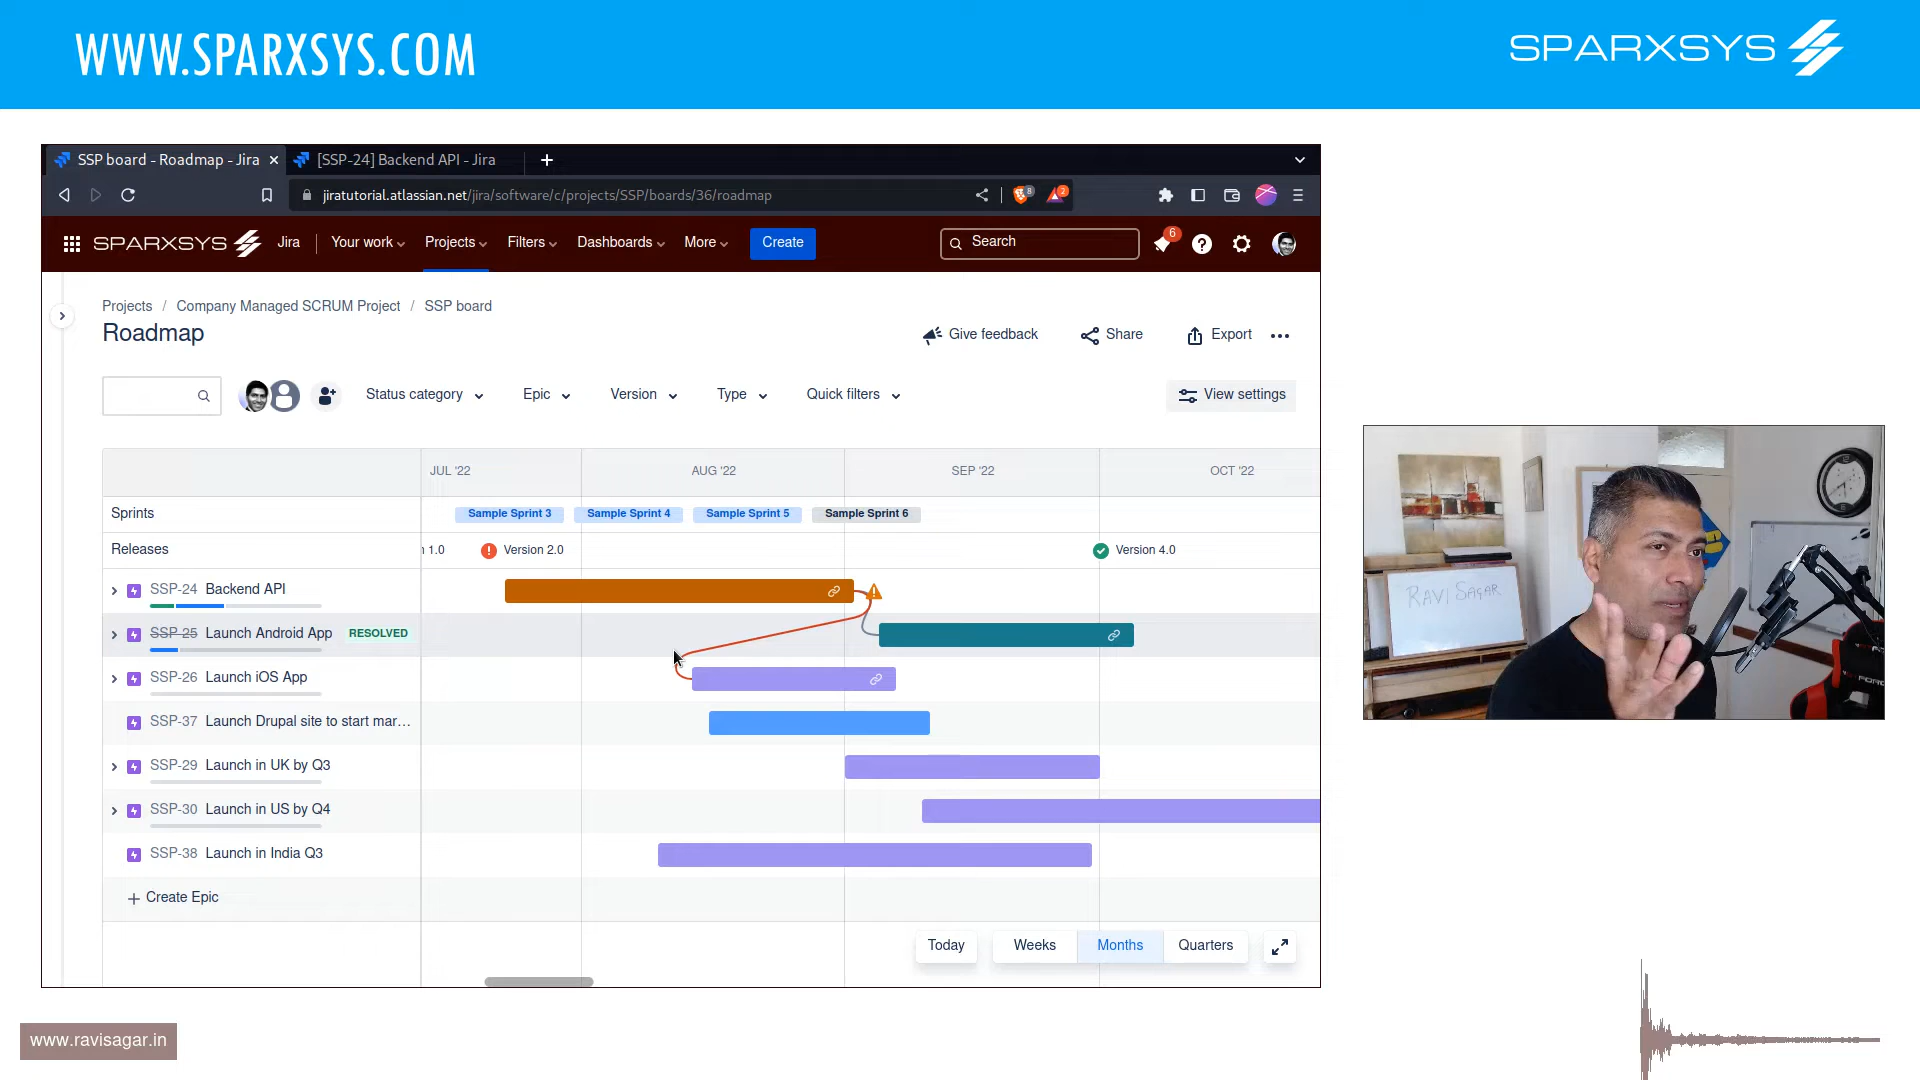 WWW.SPARXSYS.COM
SPARXSYS
SSP board - Roadmap - Jira
[SSP-24] Backend API - Jira
jiratutorial.atlassian.net/jira/software/c/projects/SSP/boards/36/roadmap
8
2
SPARXSYS
Jira
Your work
Projects
Filters
Dashboards
More
Create
Search
6
Projects / Company Managed SCRUM Project / SSP board
Roadmap
Give feedback
Share
Export
Status category
Epic
Version
Type
Quick filters
View settings
JUL '22
AUG '22
SEP '22
OCT '22
Sprints
Sample Sprint 3
Sample Sprint 4
Sample Sprint 5
Sample Sprint 6
Releases
1.0
Version 2.0
Version 4.0
SSP-24 Backend API
SSP-25 Launch Android App RESOLVED
SSP-26 Launch iOS App
SSP-37 Launch Drupal site to start mar...
SSP-29 Launch in UK by Q3
SSP-30 Launch in US by Q4
SSP-38 Launch in India Q3
+ Create Epic
Today
Weeks
Months
Quarters
RAVI SAGAR
www.ravisagar.in